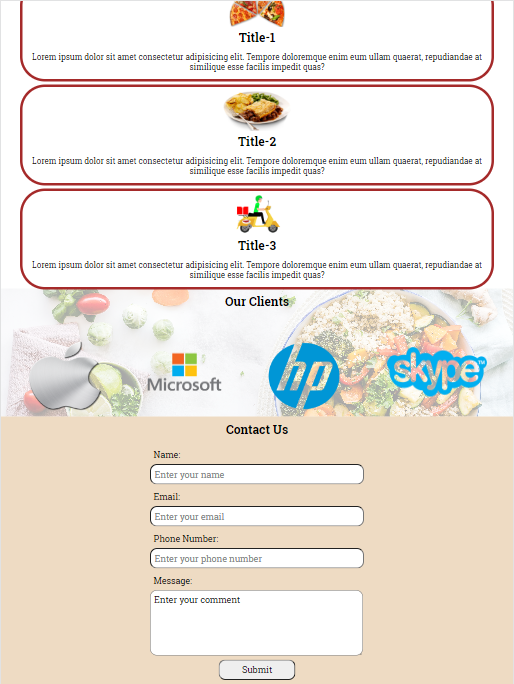 Title-1
Lorem ipsum dolor sit amet consectetur adipisicing elit. Tempore doloremque enim eum ullam quaerat, repudiandae at
similique esse facilis impedit quas?
Title-2
Lorem ipsum dolor sit amet consectetur adipisicing elit. Tempore doloremque enim eum ullam quaerat, repudiandae at
similique esse facilis impedit quas?
Title-3
Lorem ipsum dolor sit amet consectetur adipisicing elit. Tempore doloremque enim eum ullam quaerat, repudiandae at
similique esse facilis impedit quas?
Our Clients
Microsoft
hp
skype™
Contact Us
Name:
Enter your name
Email:
Enter your email
Phone Number:
Enter your phone number
Message:
Enter your comment
Submit